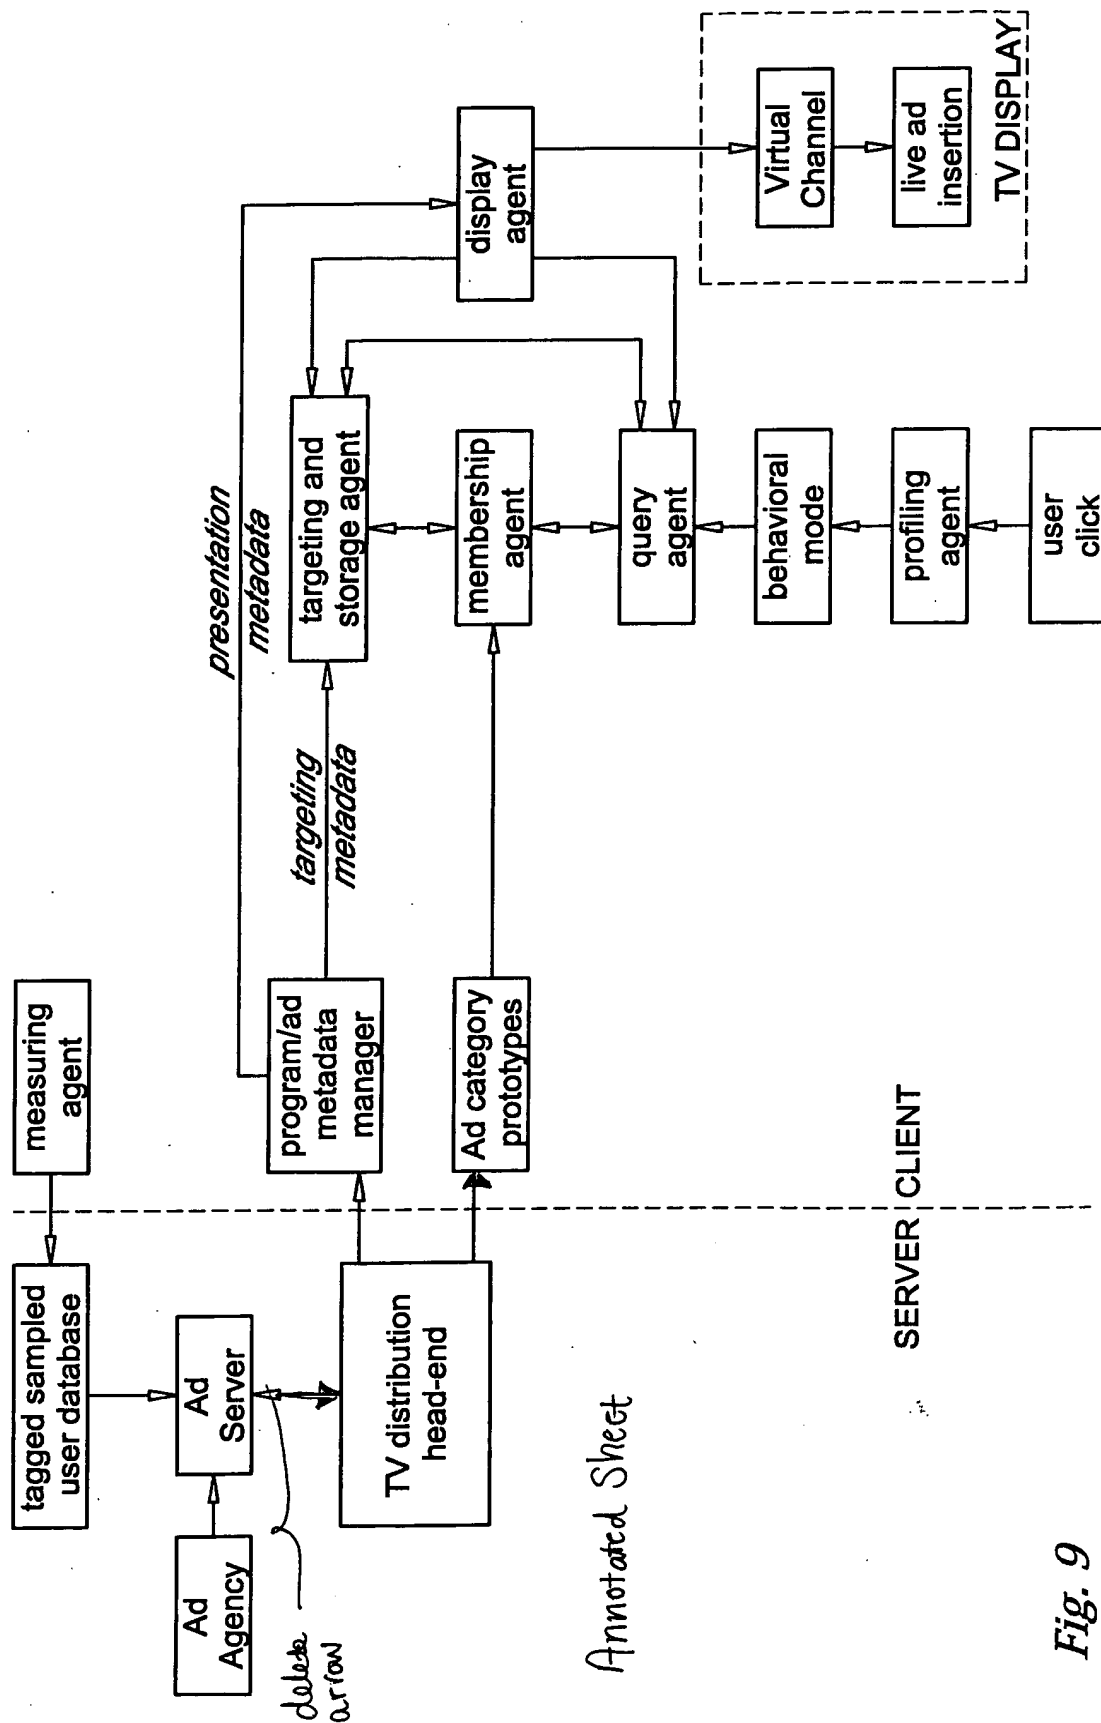 tagged sampled
user database
measuring
agent
Ad
Agency
Ad
Server
delete
arrow
TV distribution
head-end
program/ad
metadata
manager
Ad category
prototypes
presentation
metadata
targeting
metadata
targeting and
storage agent
membership
agent
query
agent
behavioral
mode
profiling
agent
user
click
display
agent
Virtual
Channel
live ad
insertion
TV DISPLAY
SERVER
CLIENT
Annotated Sheet
Fig. 9